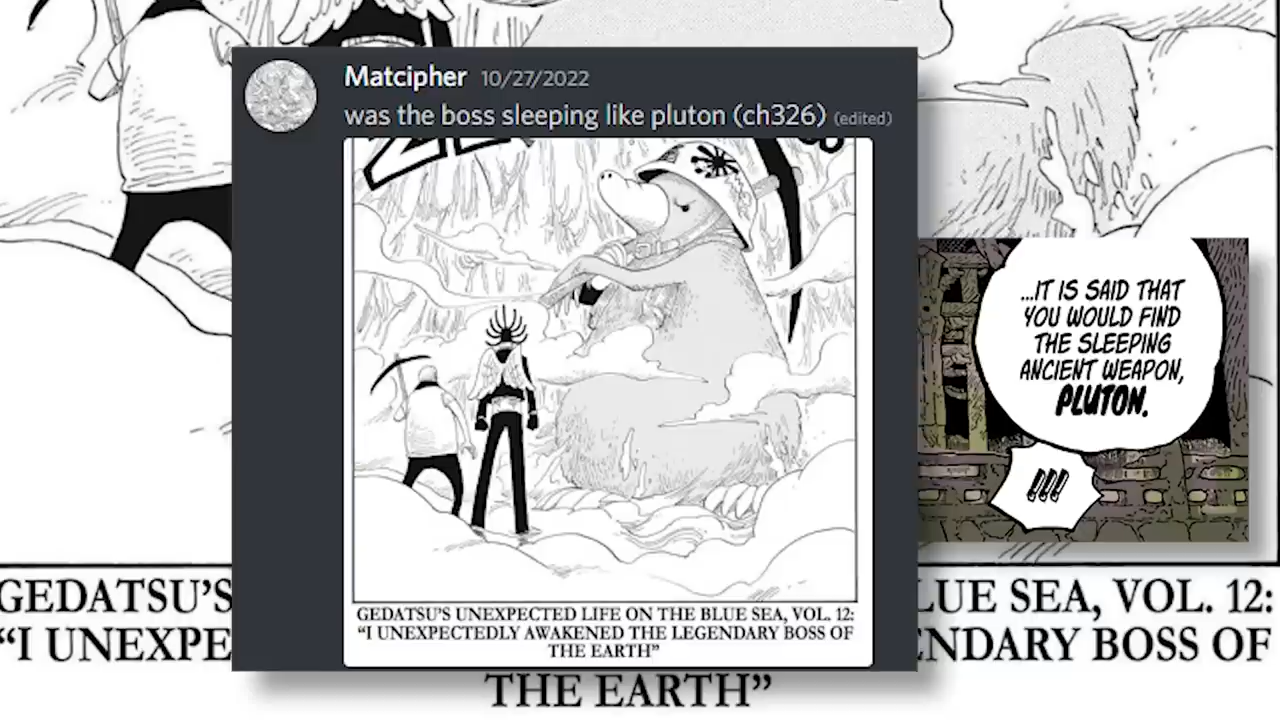 Matcipher 10/27/2022
was the boss sleeping like pluton (ch326) (edited)
GEDATSU'S UNEXPECTED LIFE ON THE BLUE SEA, VOL. 12:
"I UNEXPECTEDLY AWAKENED THE LEGENDARY BOSS OF
THE EARTH"
...IT IS SAID THAT
YOU WOULD FIND
THE SLEEPING
ANCIENT WEAPON,
PLUTON.
!!!
GEDATSU'S
LUE SEA, VOL. 12:
"I UNEXPE
ENDARY BOSS OF
THE EARTH"